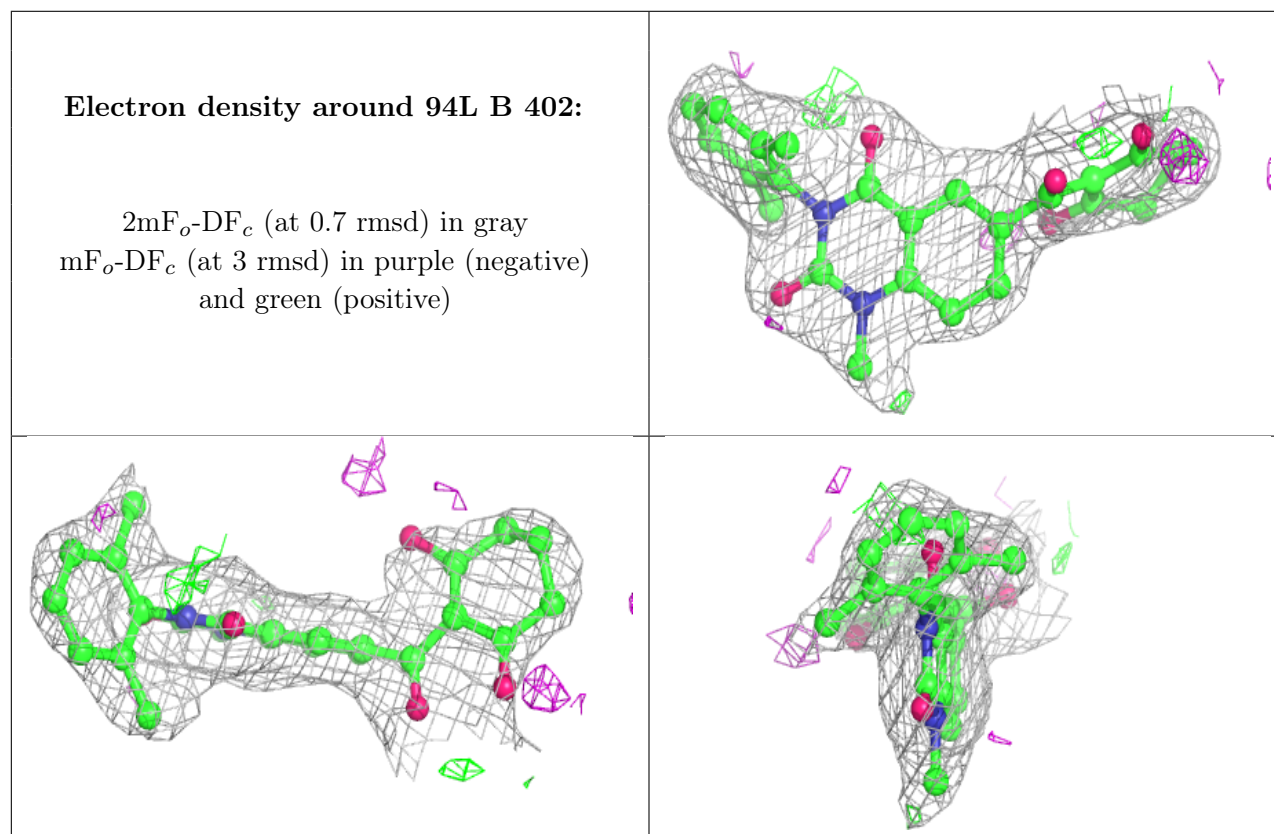 Electron density around 94L B 402:
2mFo-DFc (at 0.7 rmsd) in gray
mFo-DFc (at 3 rmsd) in purple (negative)
and green (positive)